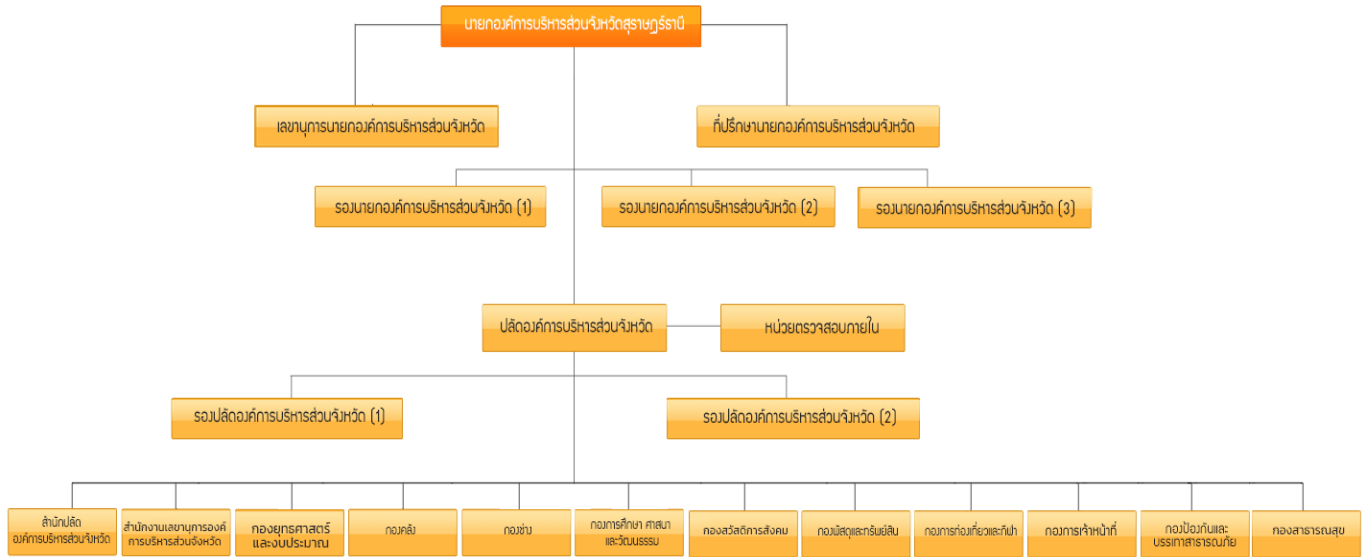 นายกองค์การบริหารส่วนจังหวัดสุราษฎร์ธานี
เลขานุการนายกองค์การบริหารส่วนจังหวัด
ที่ปรึกษานายกองค์การบริหารส่วนจังหวัด
รองนายกองค์การบริหารส่วนจังหวัด (1)
รองนายกองค์การบริหารส่วนจังหวัด (2)
รองนายกองค์การบริหารส่วนจังหวัด (3)
ปลัดองค์การบริหารส่วนจังหวัด
หน่วยตรวจสอบภายใน
รองปลัดองค์การบริหารส่วนจังหวัด (1)
รองปลัดองค์การบริหารส่วนจังหวัด (2)
สำนักปลัด
องค์การบริหารส่วนจังหวัด
สำนักงานเลขานุการองค์
การบริหารส่วนจังหวัด
กองยุทธศาสตร์
และงบประมาณ
กองคลัง
กองช่าง
กองการศึกษา ศาสนา
และวัฒนธรรม
กองสวัสดิการสังคม
กองพัสดุและทรัพย์สิน
กองการท่องเที่ยวและกีฬา
กองการเจ้าหน้าที่
กองป้องกันและ
บรรเทาสาธารณภัย
กองสาธารณสุข